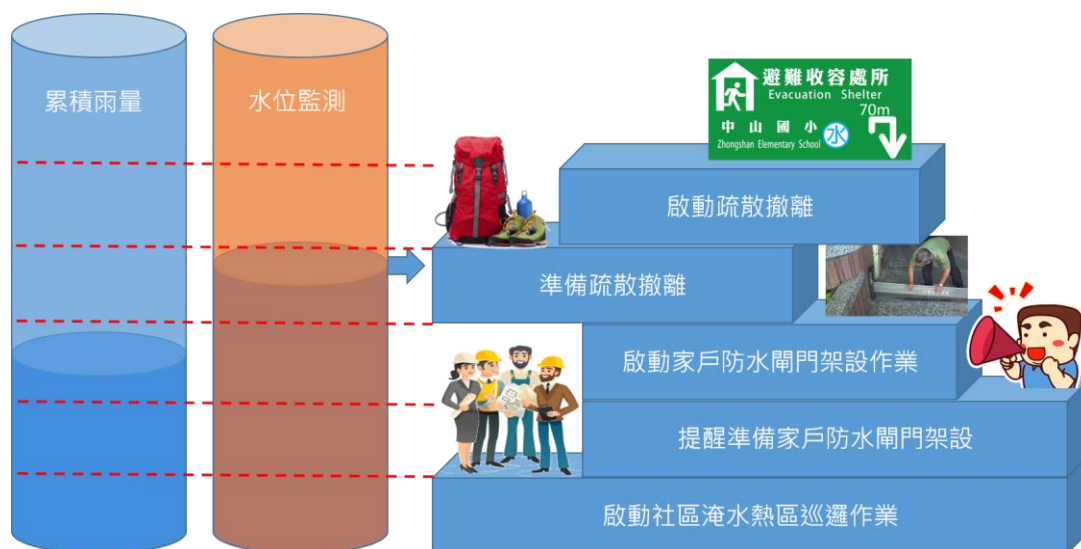 累積雨量
水位監測
避難收容處所
Evacuation Shelter
70m
中山國小
水
Zhongshan Elementary School
啟動疏散撤離
準備疏散撤離
啟動家戶防水閘門架設作業
提醒準備家戶防水閘門架設
啟動社區淹水熱區巡邏作業